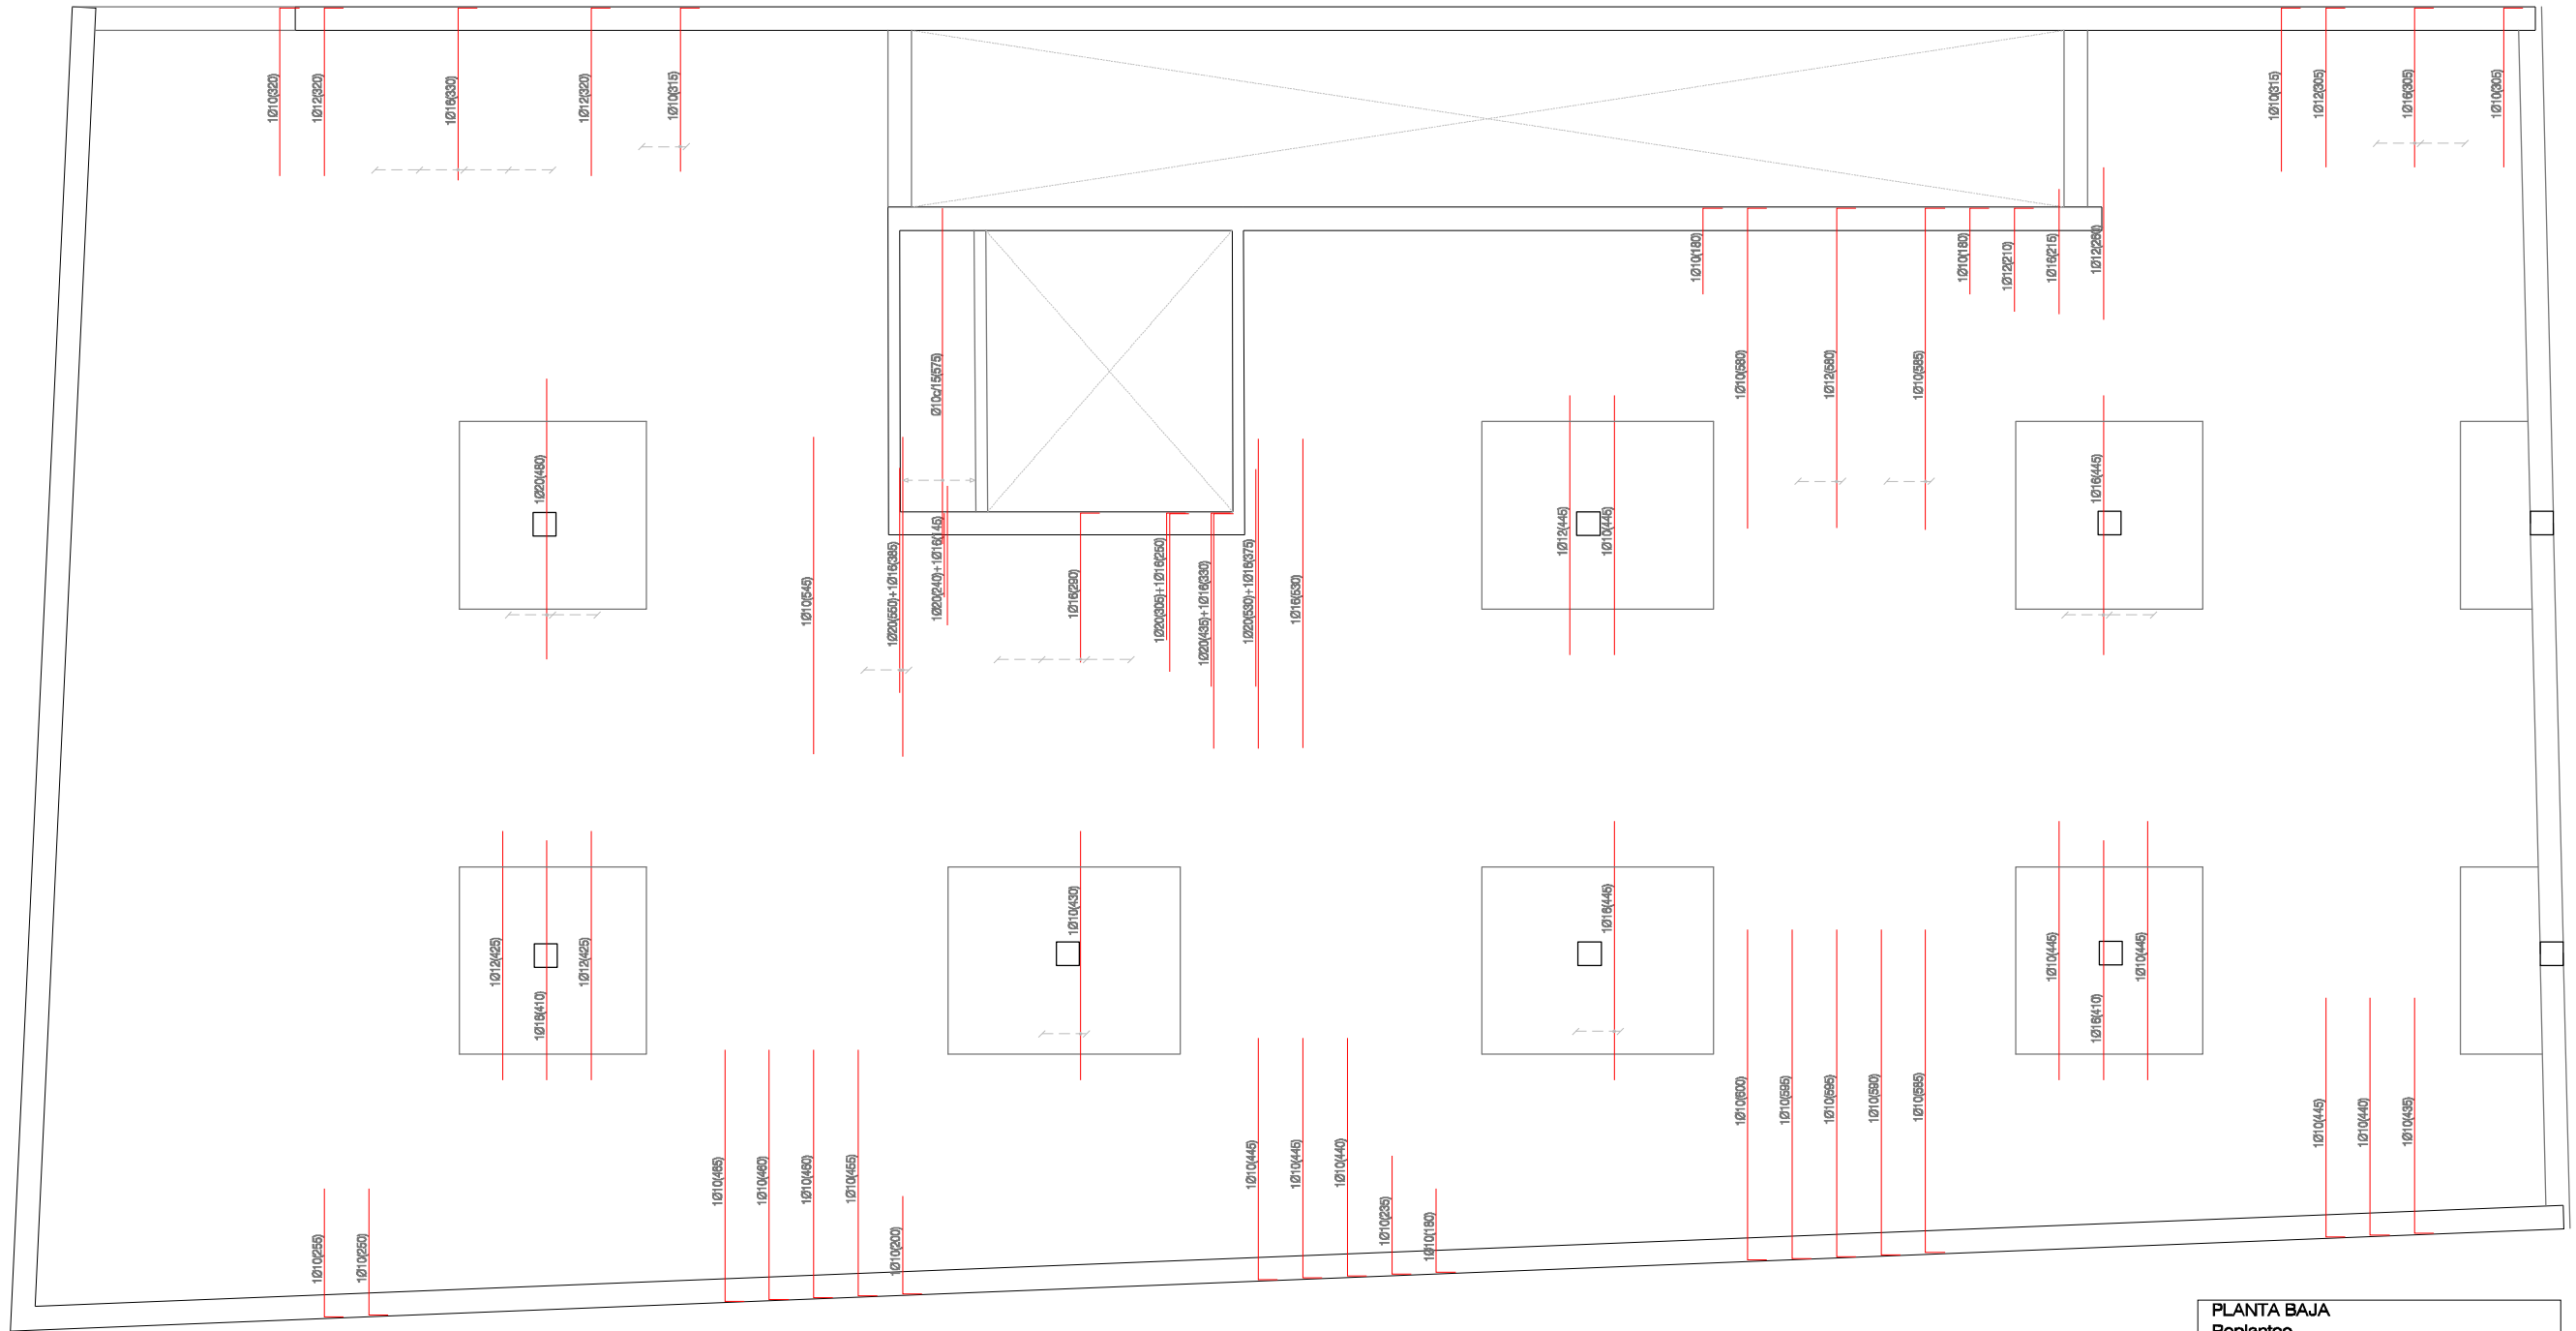 1Ø10(320)
1Ø12(320)
1Ø16(330)
1Ø12(320)
1Ø10(315)
1Ø10(315)
1Ø12(305)
1Ø16(305)
1Ø10(305)
1Ø10(180)
1Ø10(180)
1Ø12(210)
1Ø16(215)
1Ø12(260)
Ø10c/15(575)
1Ø10(580)
1Ø12(580)
1Ø10(585)
1Ø20(480)
1Ø12(445)
1Ø10(445)
1Ø16(445)
1Ø10(545)
1Ø20(550)+1Ø16(385)
1Ø20(240)+1Ø16(145)
1Ø16(290)
1Ø20(305)+1Ø16(250)
1Ø20(435)+1Ø16(330)
1Ø20(530)+1Ø16(375)
1Ø16(530)
1Ø12(425)
1Ø16(410)
1Ø12(425)
1Ø10(430)
1Ø16(445)
1Ø10(445)
1Ø16(410)
1Ø10(445)
1Ø10(255)
1Ø10(250)
1Ø10(465)
1Ø10(460)
1Ø10(460)
1Ø10(455)
1Ø10(200)
1Ø10(445)
1Ø10(445)
1Ø10(440)
1Ø10(235)
1Ø10(180)
1Ø10(600)
1Ø10(595)
1Ø10(595)
1Ø10(590)
1Ø10(585)
1Ø10(445)
1Ø10(440)
1Ø10(435)
PLANTA BAJA
Replanteo